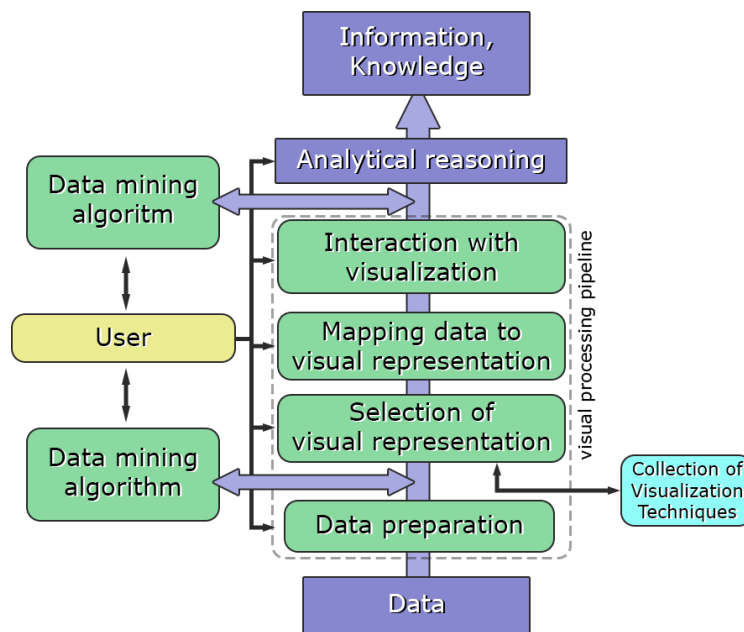 Information,
Knowledge
Analytical reasoning
Data mining
algoritm
Interaction with
visualization
User
Mapping data to
visual representation
Selection of
visual representation
Data mining
algorithm
Data preparation
Data
visual processing pipeline
Collection of
Visualization
Techniques